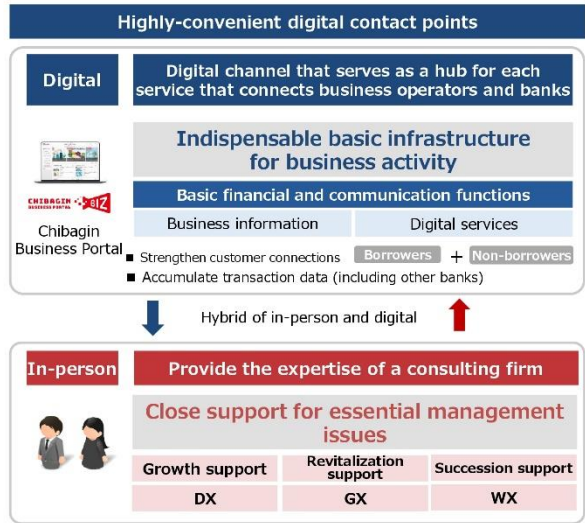 Highly-convenient digital contact points
Digital
Digital channel that serves as a hub for each
service that connects business operators and banks
Indispensable basic infrastructure
for business activity
Basic financial and communication functions
Business information
Digital services
CHIBAGIN
BUSINESS PORTAL
BIZ
Chibagin
Business Portal
■ Strengthen customer connections Borrowers + Non-borrowers
■ Accumulate transaction data (including other banks)
Hybrid of in-person and digital
In-person
Provide the expertise of a consulting firm
Close support for essential management
issues
Growth support
Revitalization
support
Succession support
DX
GX
WX